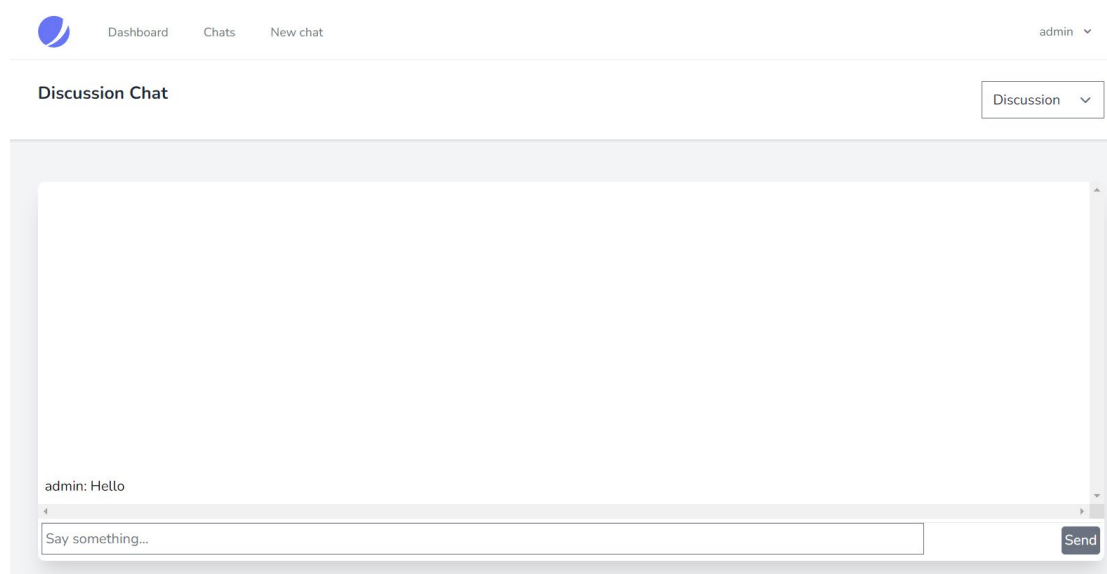 Dashboard Chats New chat admin
Discussion Chat
Discussion
admin: Hello
Say something...
Send